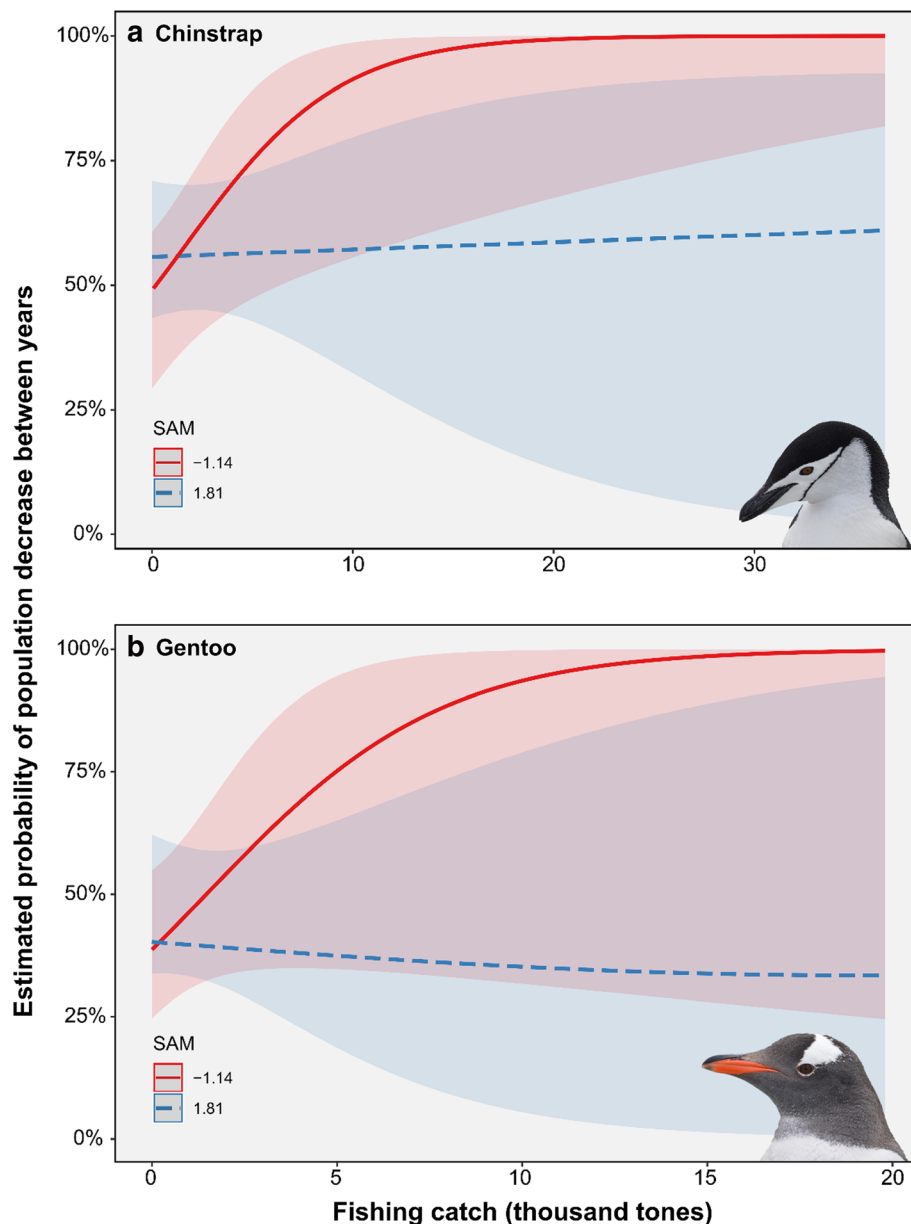 Estimated probability of population decrease between years
a Chinstrap
100%
75%
50%
25%
0%
SAM
−1.14
1.81
0 10 20 30
b Gentoo
100%
75%
50%
25%
0%
SAM
−1.14
1.81
0 5 10 15 20
Fishing catch (thousand tones)